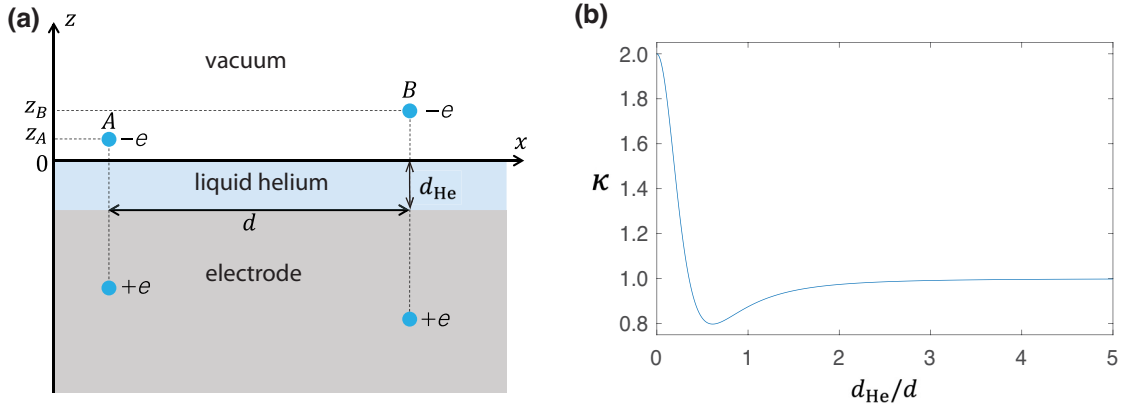 (a)
z
vacuum
z_B
B
−e
z_A
A
−e
0
x
liquid helium
d_He
d
electrode
+e
+e
(b)
2.0
1.8
1.6
1.4
κ
1.2
1.0
0.8
0
1
2
3
4
5
d_He/d